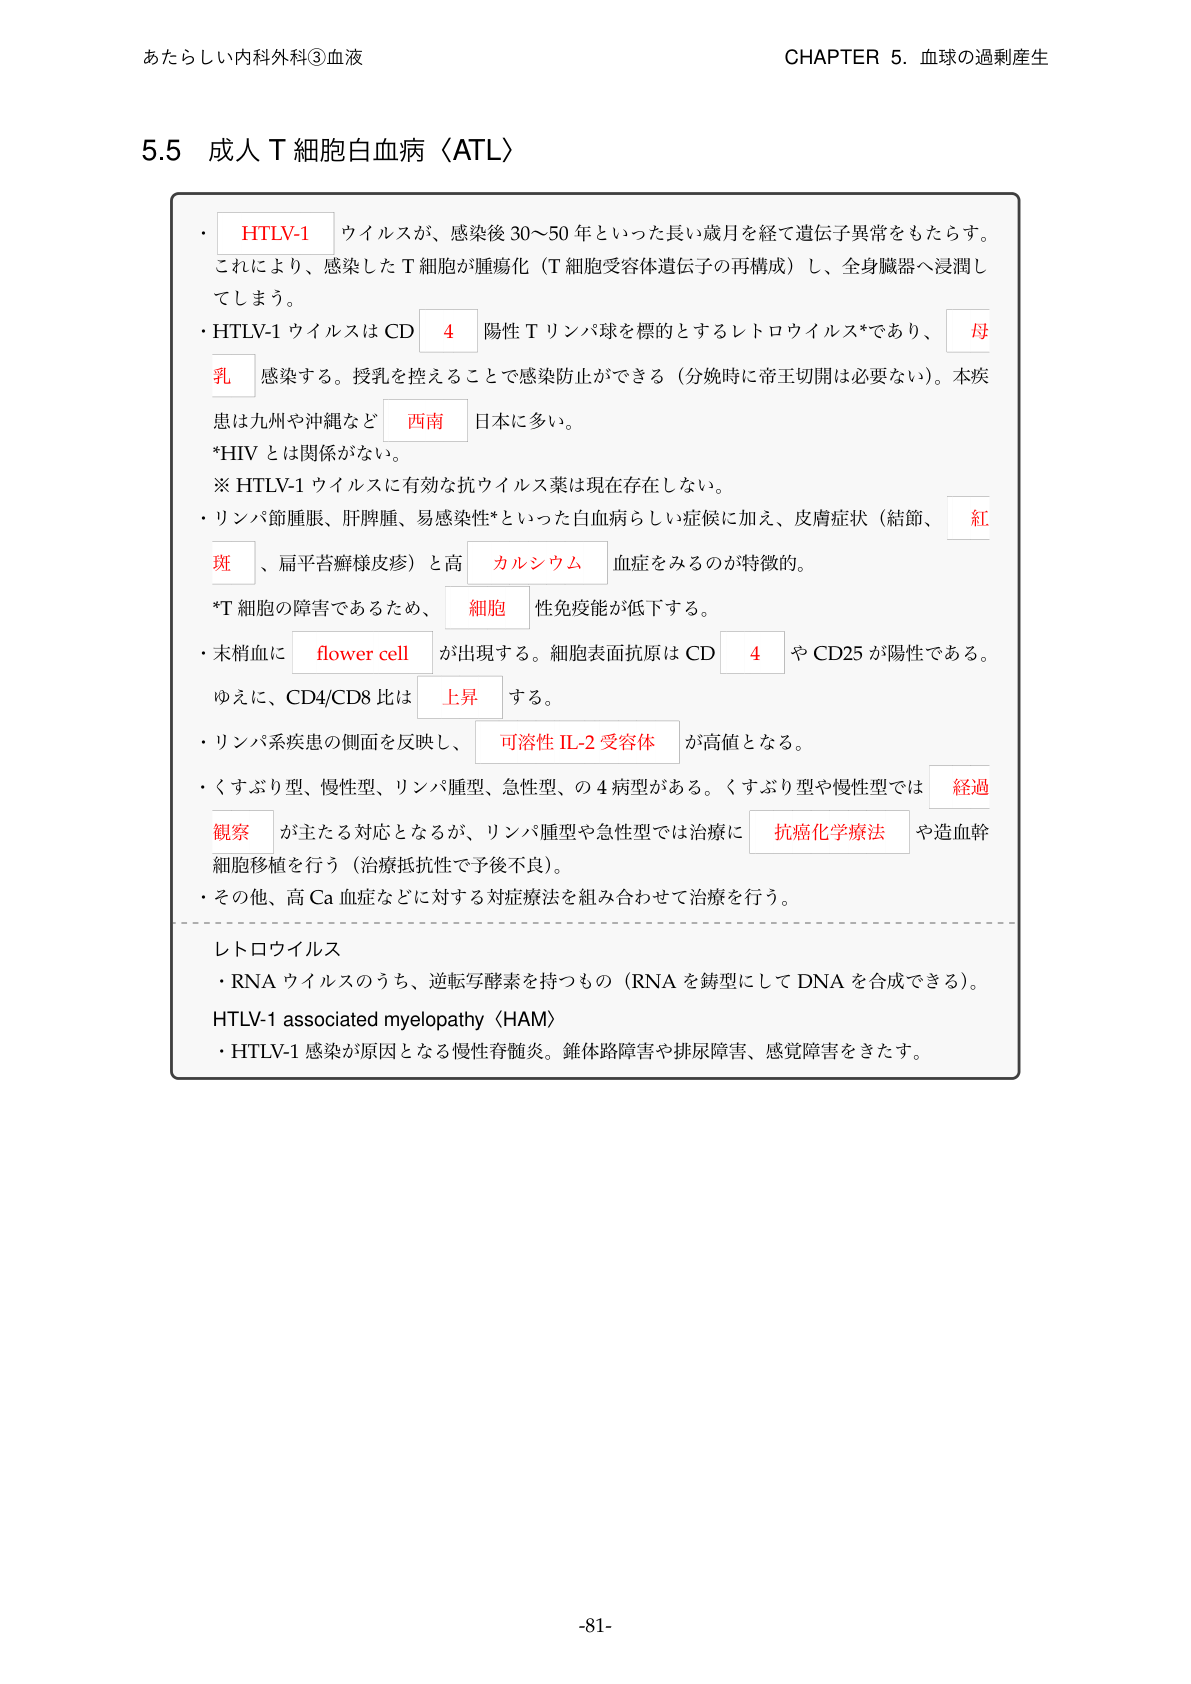 あたらしい内科外科③血液
CHAPTER 5. 血球の過剰産生
5.5 成人 T 細胞白血病〈ATL〉
・ HTLV-1 ウイルスが、感染後 30〜50 年といった長い歳月を経て遺伝子異常をもたらす。
これにより、感染した T 細胞が腫瘍化（T 細胞受容体遺伝子の再構成）し、全身臓器へ浸潤し
てしまう。
・HTLV-1 ウイルスは CD 4 陽性 T リンパ球を標的とするレトロウイルス*であり、 母
乳 感染する。授乳を控えることで感染防止ができる（分娩時に帝王切開は必要ない）。本疾
患は九州や沖縄など 西南 日本に多い。
*HIV とは関係がない。
※ HTLV-1 ウイルスに有効な抗ウイルス薬は現在存在しない。
・リンパ節腫脹、肝脾腫、易感染性*といった白血病らしい症候に加え、皮膚症状（結節、 紅
斑 、扁平苔癬様皮疹）と高 カルシウム 血症をみるのが特徴的。
*T 細胞の障害であるため、 細胞 性免疫能が低下する。
・末梢血に flower cell が出現する。細胞表面抗原は CD 4 や CD25 が陽性である。
ゆえに、CD4/CD8 比は 上昇 する。
・リンパ系疾患の側面を反映し、 可溶性 IL-2 受容体 が高値となる。
・くすぶり型、慢性型、リンパ腫型、急性型、の 4 病型がある。くすぶり型や慢性型では 経過
観察 が主たる対応となるが、リンパ腫型や急性型では治療に 抗癌化学療法 や造血幹
細胞移植を行う（治療抵抗性で予後不良）。
・その他、高 Ca 血症などに対する対症療法を組み合わせて治療を行う。
レトロウイルス
・RNA ウイルスのうち、逆転写酵素を持つもの（RNA を鋳型にして DNA を合成できる）。
HTLV-1 associated myelopathy〈HAM〉
・HTLV-1 感染が原因となる慢性脊髄炎。錐体路障害や排尿障害、感覚障害をきたす。
-81-